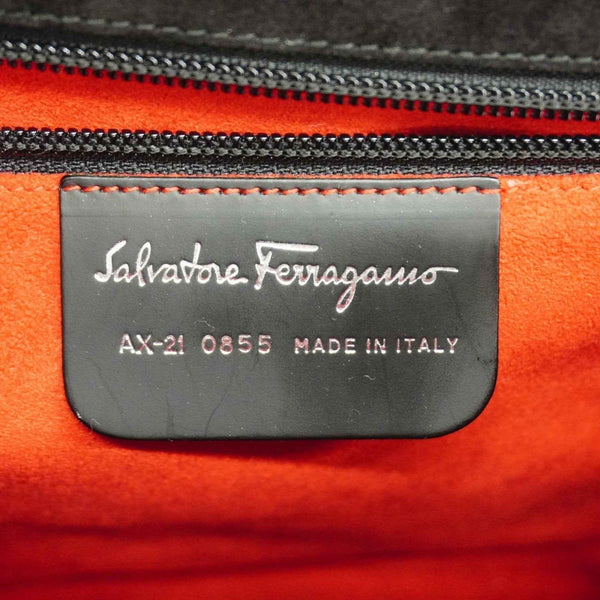 Salvatore Ferragamo
AX-21 0855 MADE IN ITALY